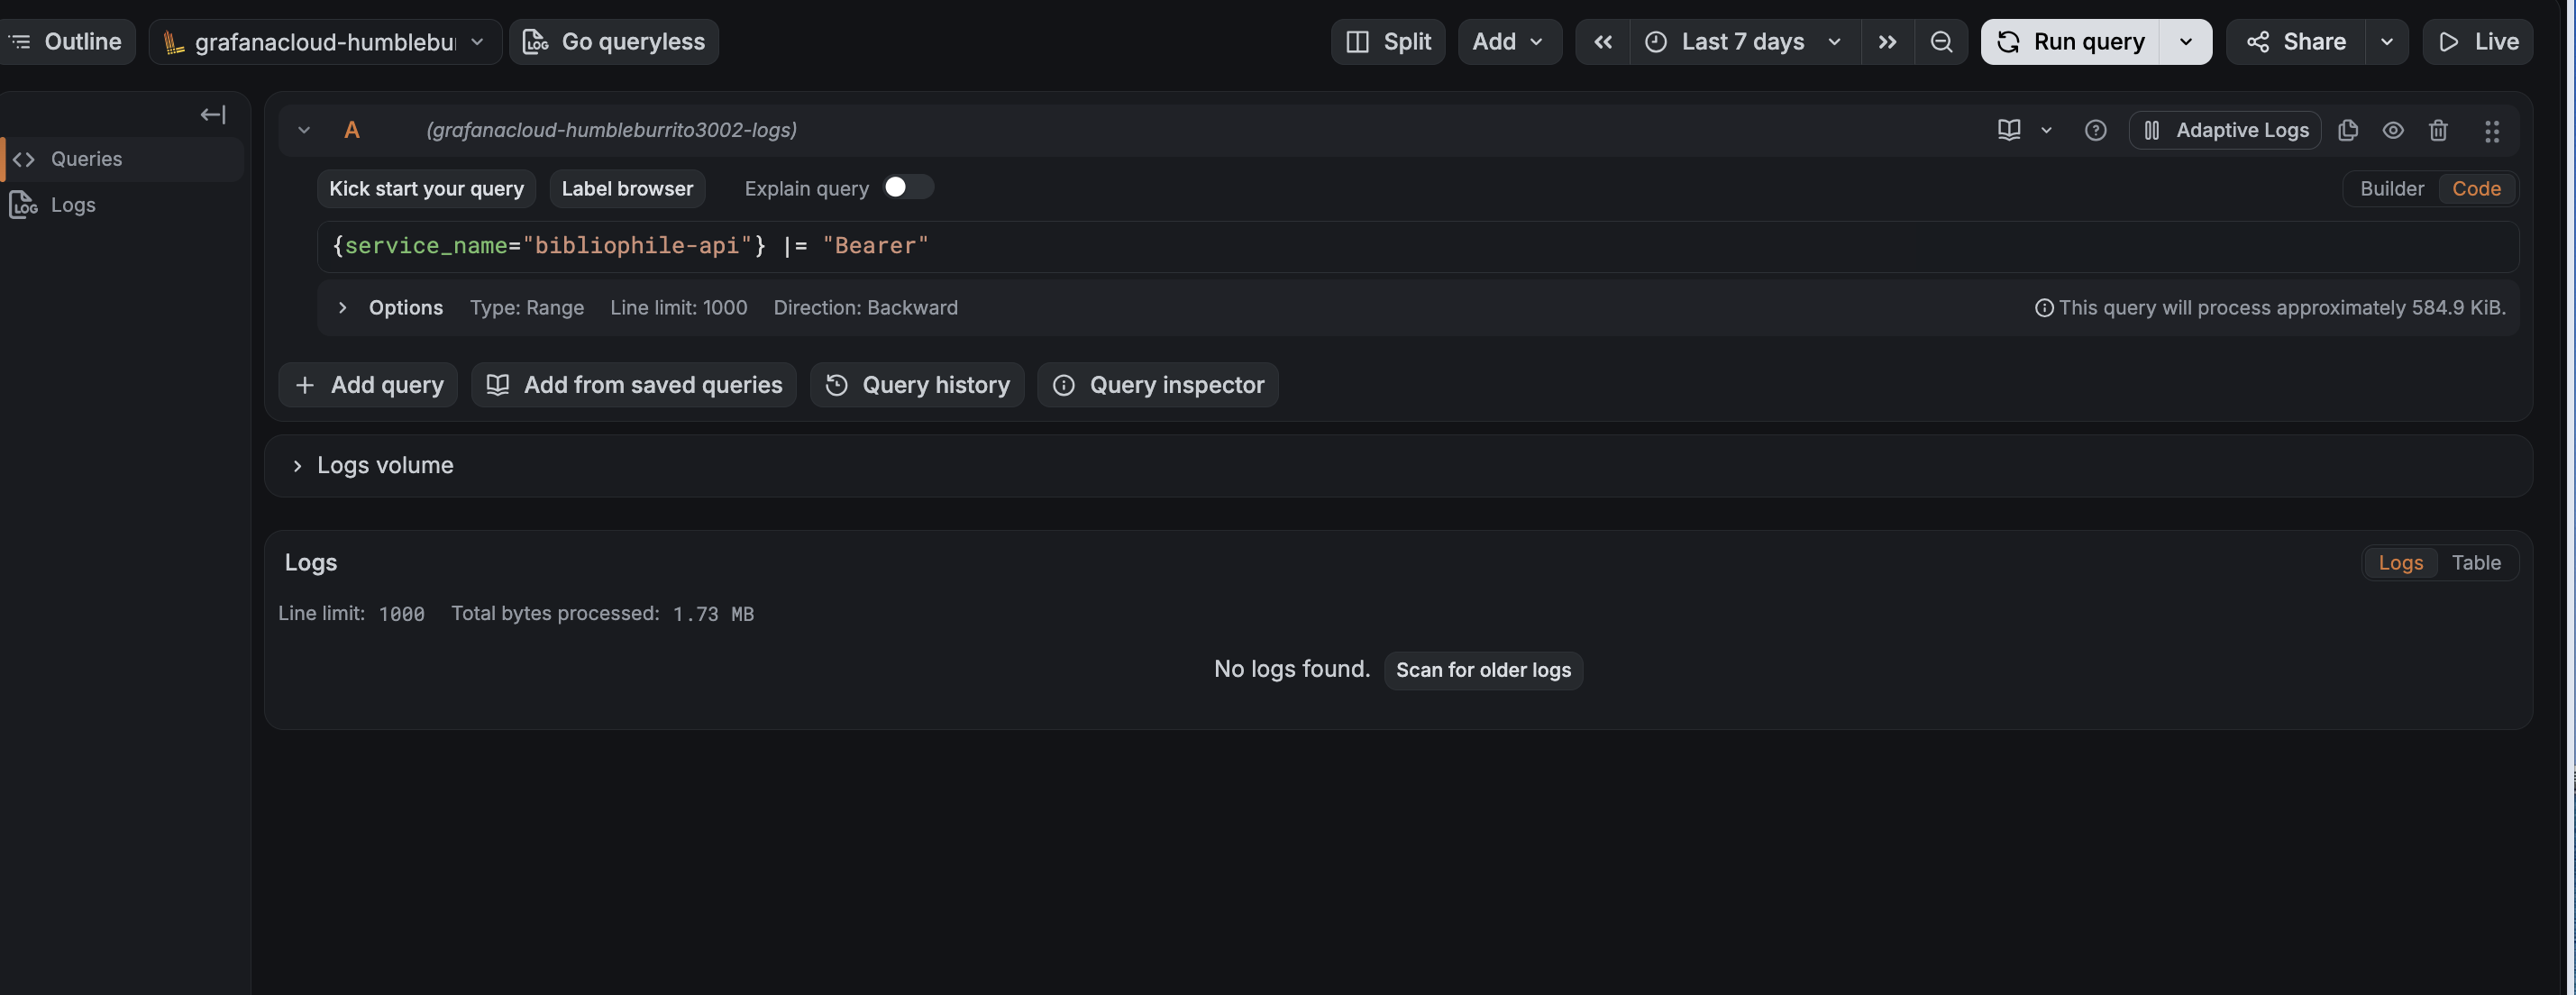 Outline
grafanacloud-humblebu
Go queryless
Split
Add
Last 7 days
Run query
Share
Live
Queries
Logs
A (grafanacloud-humbleburrito3002-logs)
Adaptive Logs
Kick start your query
Label browser
Explain query
Builder
Code
{service_name="bibliophile-api"} |= "Bearer"
Options Type: Range Line limit: 1000 Direction: Backward
This query will process approximately 584.9 KiB.
Add query
Add from saved queries
Query history
Query inspector
Logs volume
Logs
Logs
Table
Line limit: 1000 Total bytes processed: 1.73 MB
No logs found.
Scan for older logs